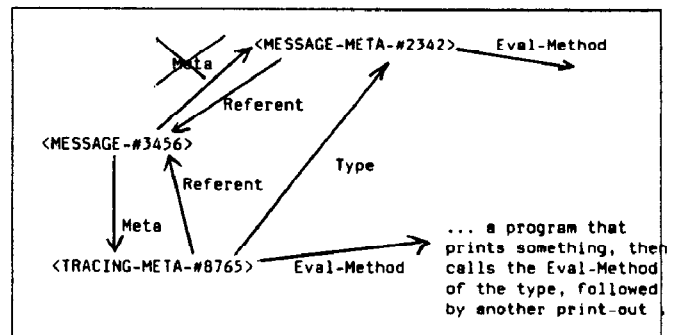 <MESSAGE-META-#2342>
Eval-Method
Meta
Referent
<MESSAGE-#3456>
Type
Referent
Meta
<TRACING-META-#8765>
Eval-Method
... a program that
prints something, then
calls the Eval-Method
of the type, followed
by another print-out .